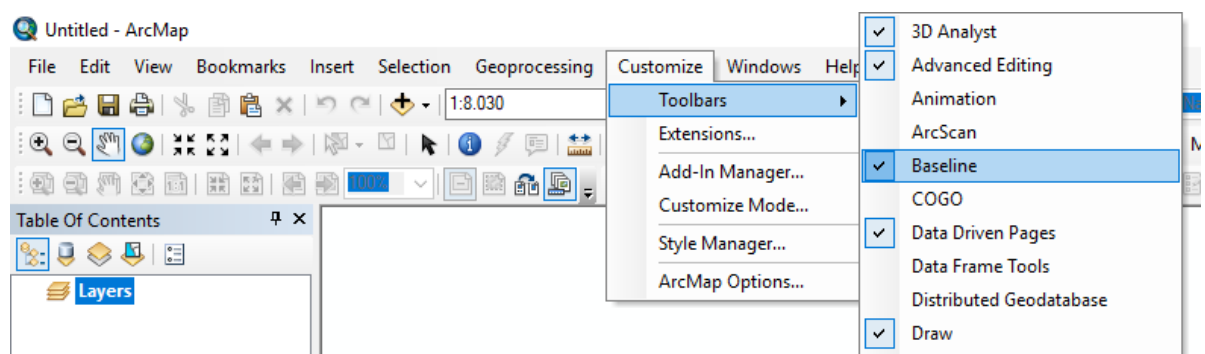 Untitled - ArcMap
File Edit View Bookmarks Insert Selection Geoprocessing Customize Windows Help
1:8.030
100%
Table Of Contents
Layers
Toolbars
Extensions...
Add-In Manager...
Customize Mode...
Style Manager...
ArcMap Options...
3D Analyst
Advanced Editing
Animation
ArcScan
Baseline
COGO
Data Driven Pages
Data Frame Tools
Distributed Geodatabase
Draw